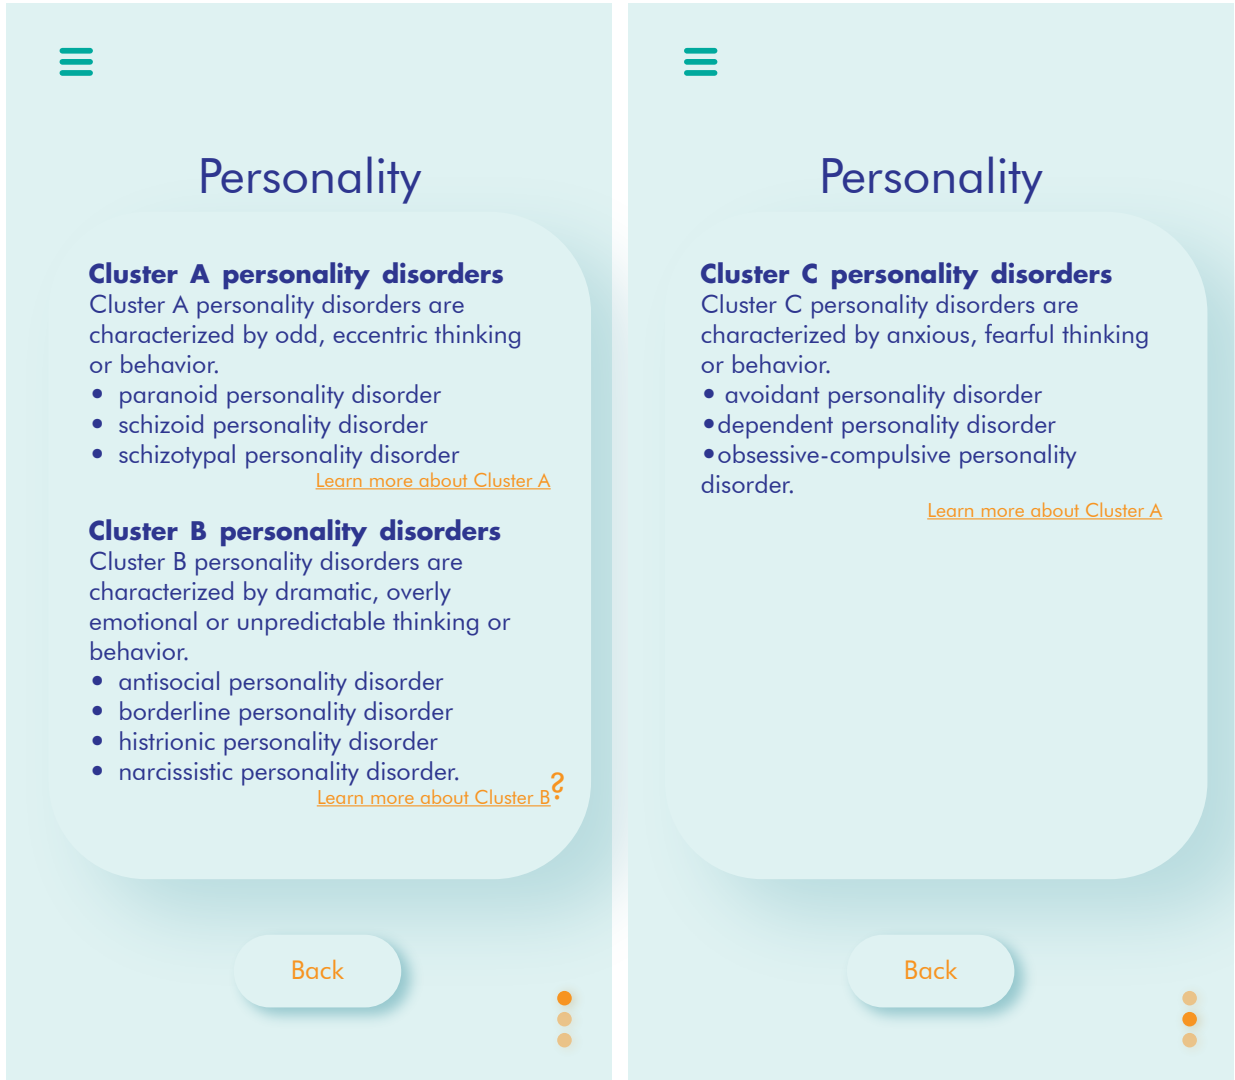 Personality
Cluster A personality disorders
Cluster A personality disorders are
characterized by odd, eccentric thinking
or behavior.
• paranoid personality disorder
• schizoid personality disorder
• schizotypal personality disorder
Learn more about Cluster A
Cluster B personality disorders
Cluster B personality disorders are
characterized by dramatic, overly
emotional or unpredictable thinking or
behavior.
• antisocial personality disorder
• borderline personality disorder
• histrionic personality disorder
• narcissistic personality disorder.
Learn more about Cluster B?
Back
Personality
Cluster C personality disorders
Cluster C personality disorders are
characterized by anxious, fearful thinking
or behavior.
• avoidant personality disorder
•dependent personality disorder
•obsessive-compulsive personality
disorder.
Learn more about Cluster A
Back